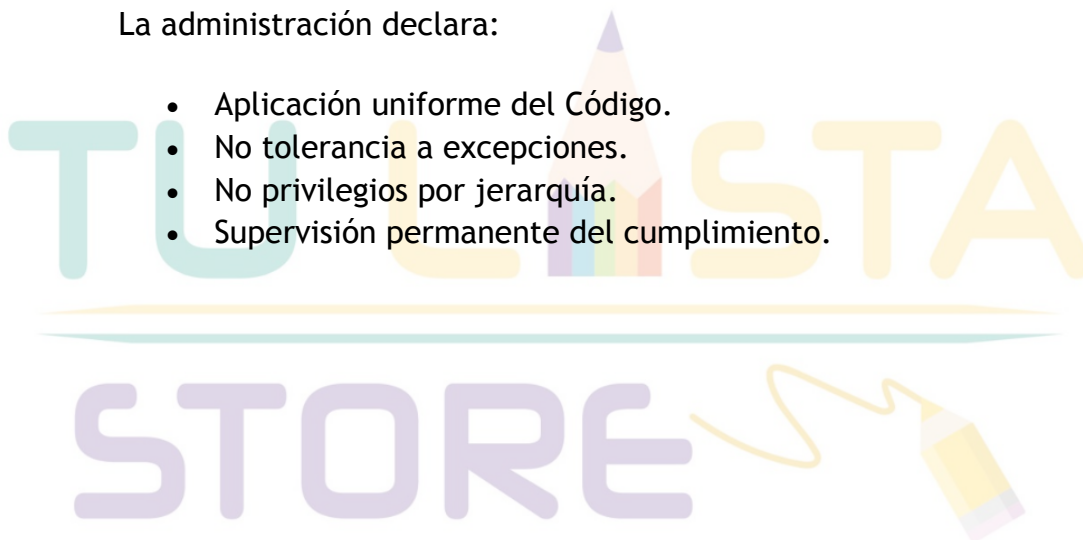 La administración declara:
• Aplicación uniforme del Código.
• No tolerancia a excepciones.
• No privilegios por jerarquía.
• Supervisión permanente del cumplimiento.
TU LISTA
STORE